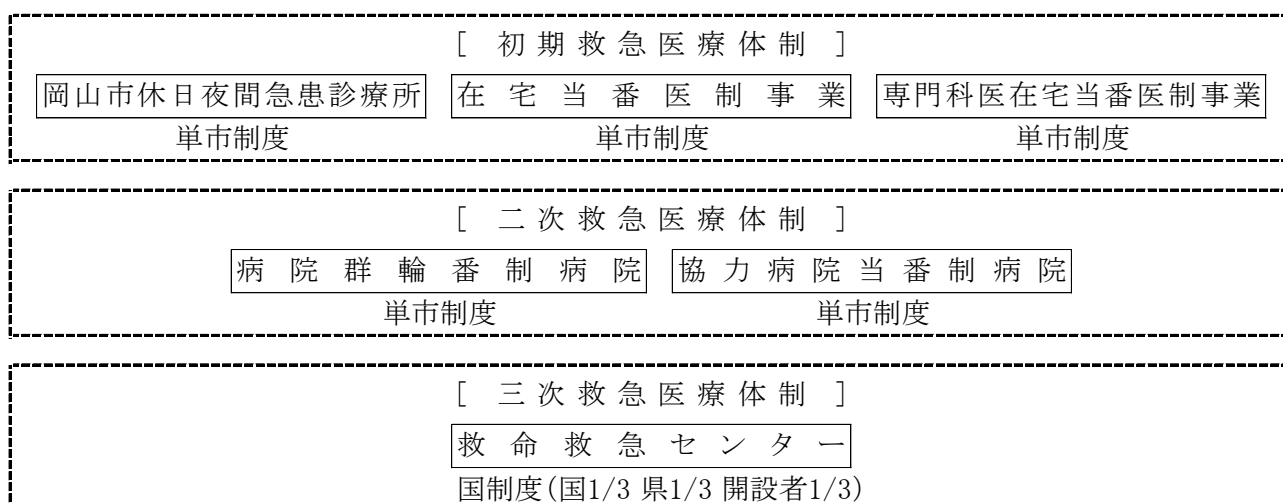 [ 初期救急医療体制 ]
岡山市休日夜間急患診療所 在宅当番医制事業 専門科医在宅当番医制事業
単市制度 単市制度 単市制度
[ 二次救急医療体制 ]
病院群輪番制病院 協力病院当番制病院
単市制度 単市制度
[ 三次救急医療体制 ]
救命救急センター
国制度(国1/3 県1/3 開設者1/3)